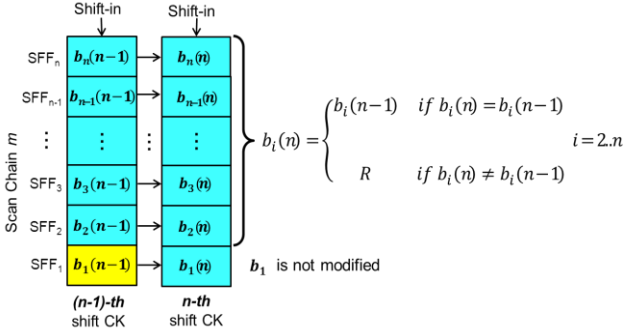 Shift-in Shift-in
Scan Chain m
SFFn bn(n−1) bn(n)
SFFn-1 bn−1(n−1) bn−1(n)
⋮ ⋮ ⋮ ⋮
SFF3 b3(n−1) b3(n)
SFF2 b2(n−1) b2(n)
SFF1 b1(n−1) b1(n)
bi(n) = { bi(n−1) if bi(n) = bi(n−1)
R if bi(n) ≠ bi(n−1)
i = 2..n
b1 is not modified
(n-1)-th n-th
shift CK shift CK